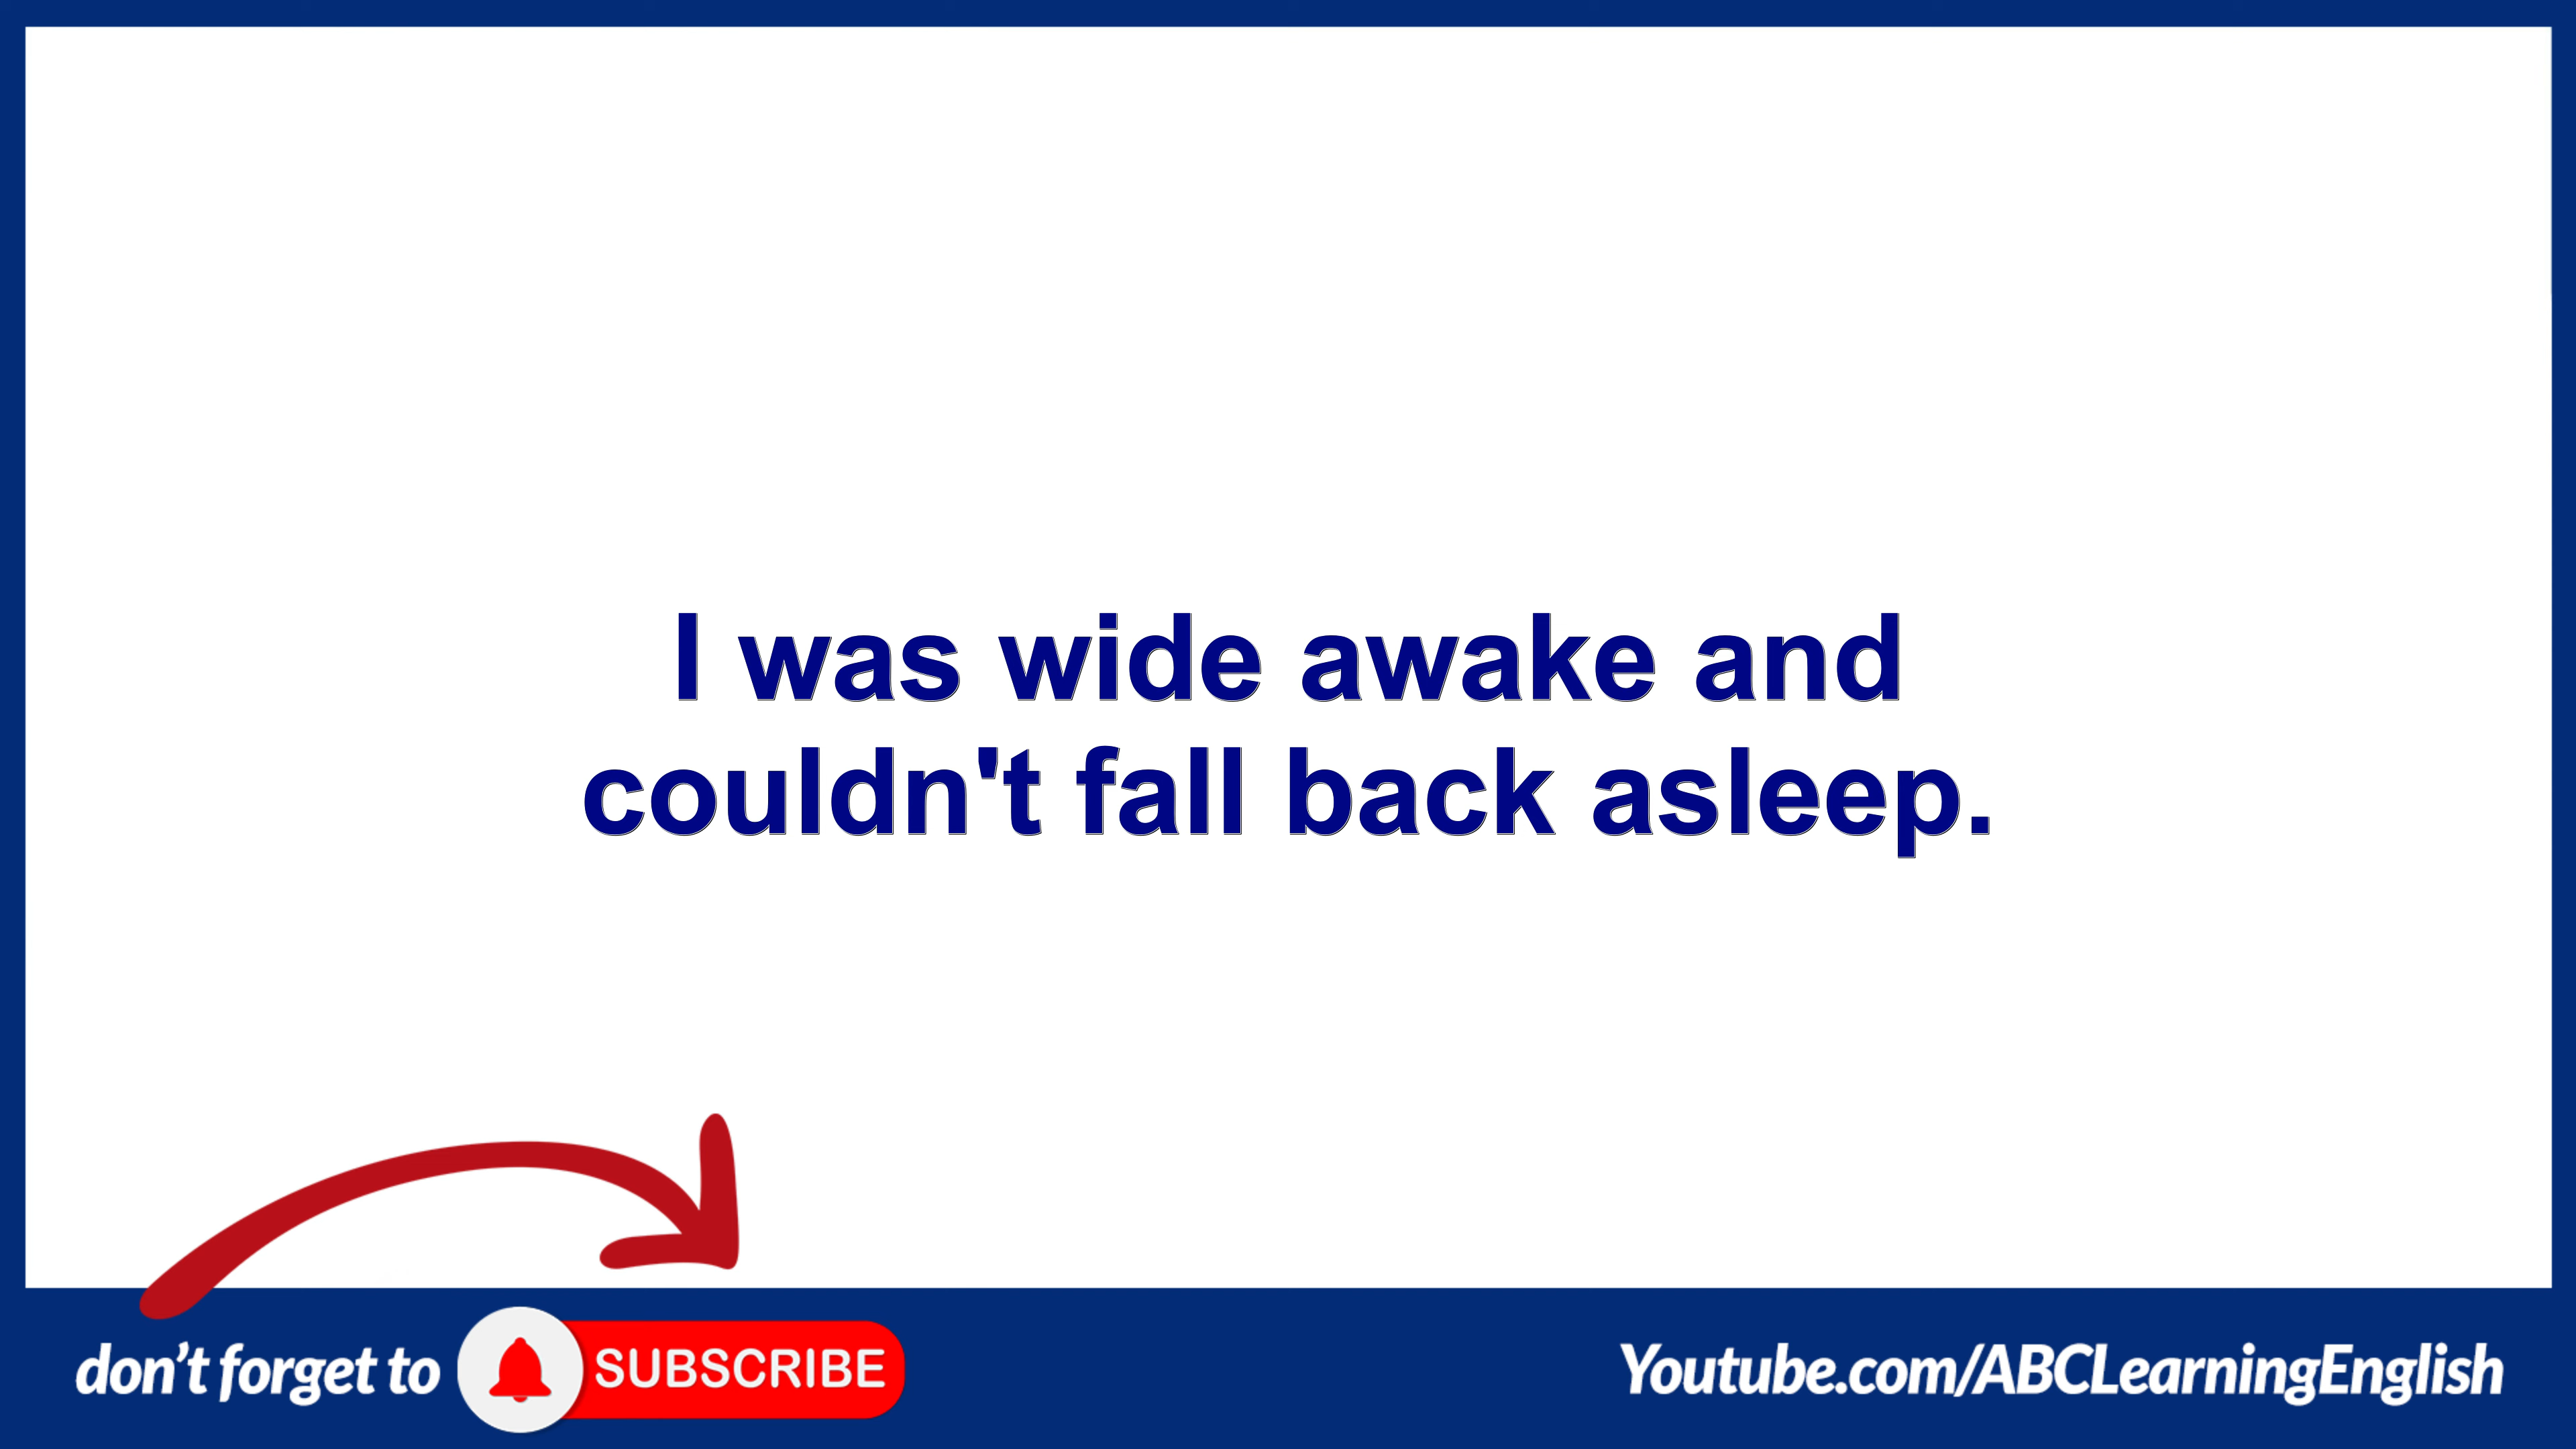 I was wide awake and
couldn't fall back asleep.
don't forget to SUBSCRIBE Youtube.com/ABCLearningEnglish